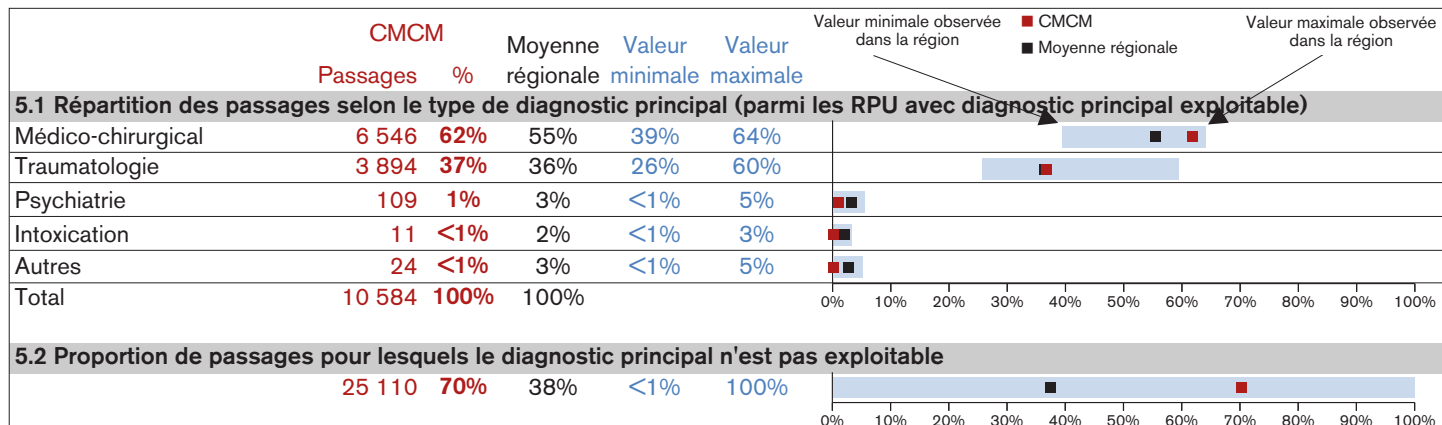 CMCM
Passages % Moyenne régionale Valeur minimale Valeur maximale
Valeur minimale observée dans la région
CMCM
Moyenne régionale
Valeur maximale observée dans la région
5.1 Répartition des passages selon le type de diagnostic principal (parmi les RPU avec diagnostic principal exploitable)
Médico-chirurgical 6 546 62% 55% 39% 64%
Traumatologie 3 894 37% 36% 26% 60%
Psychiatrie 109 1% 3% <1% 5%
Intoxication 11 <1% 2% <1% 3%
Autres 24 <1% 3% <1% 5%
Total 10 584 100% 100%
0% 10% 20% 30% 40% 50% 60% 70% 80% 90% 100%
5.2 Proportion de passages pour lesquels le diagnostic principal n'est pas exploitable
25 110 70% 38% <1% 100%
0% 10% 20% 30% 40% 50% 60% 70% 80% 90% 100%